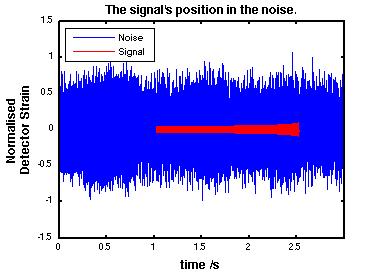 The signal's position in the noise.
1.5
Noise
Signal
1
0.5
Normalised
Detector Strain
0
-0.5
-1
-1.5
0 0.5 1 1.5 2 2.5
time /s